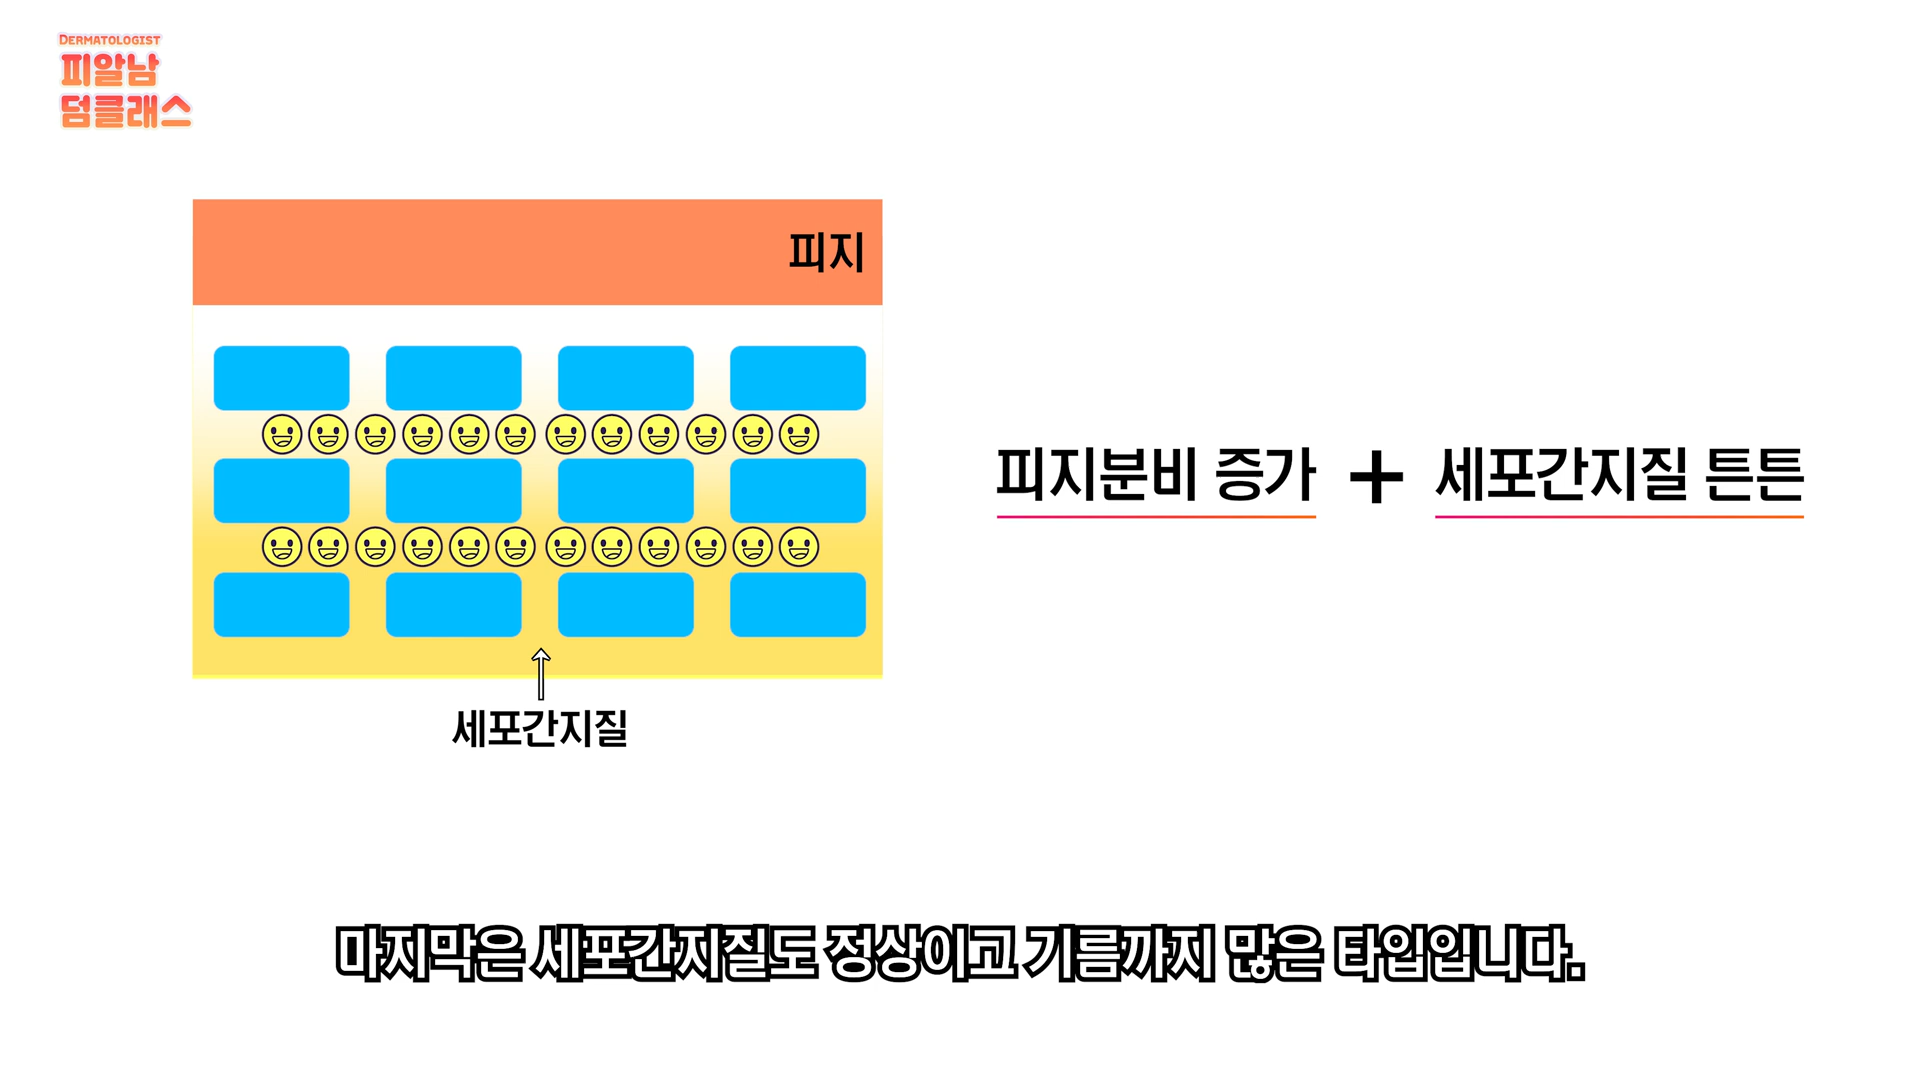 DERMATOLOGIST
피알남
덤클래스
피지
피지분비 증가 + 세포간지질 튼튼
세포간지질
마지막은 세포간지질도 정상이고 기름까지 많은 타입입니다.